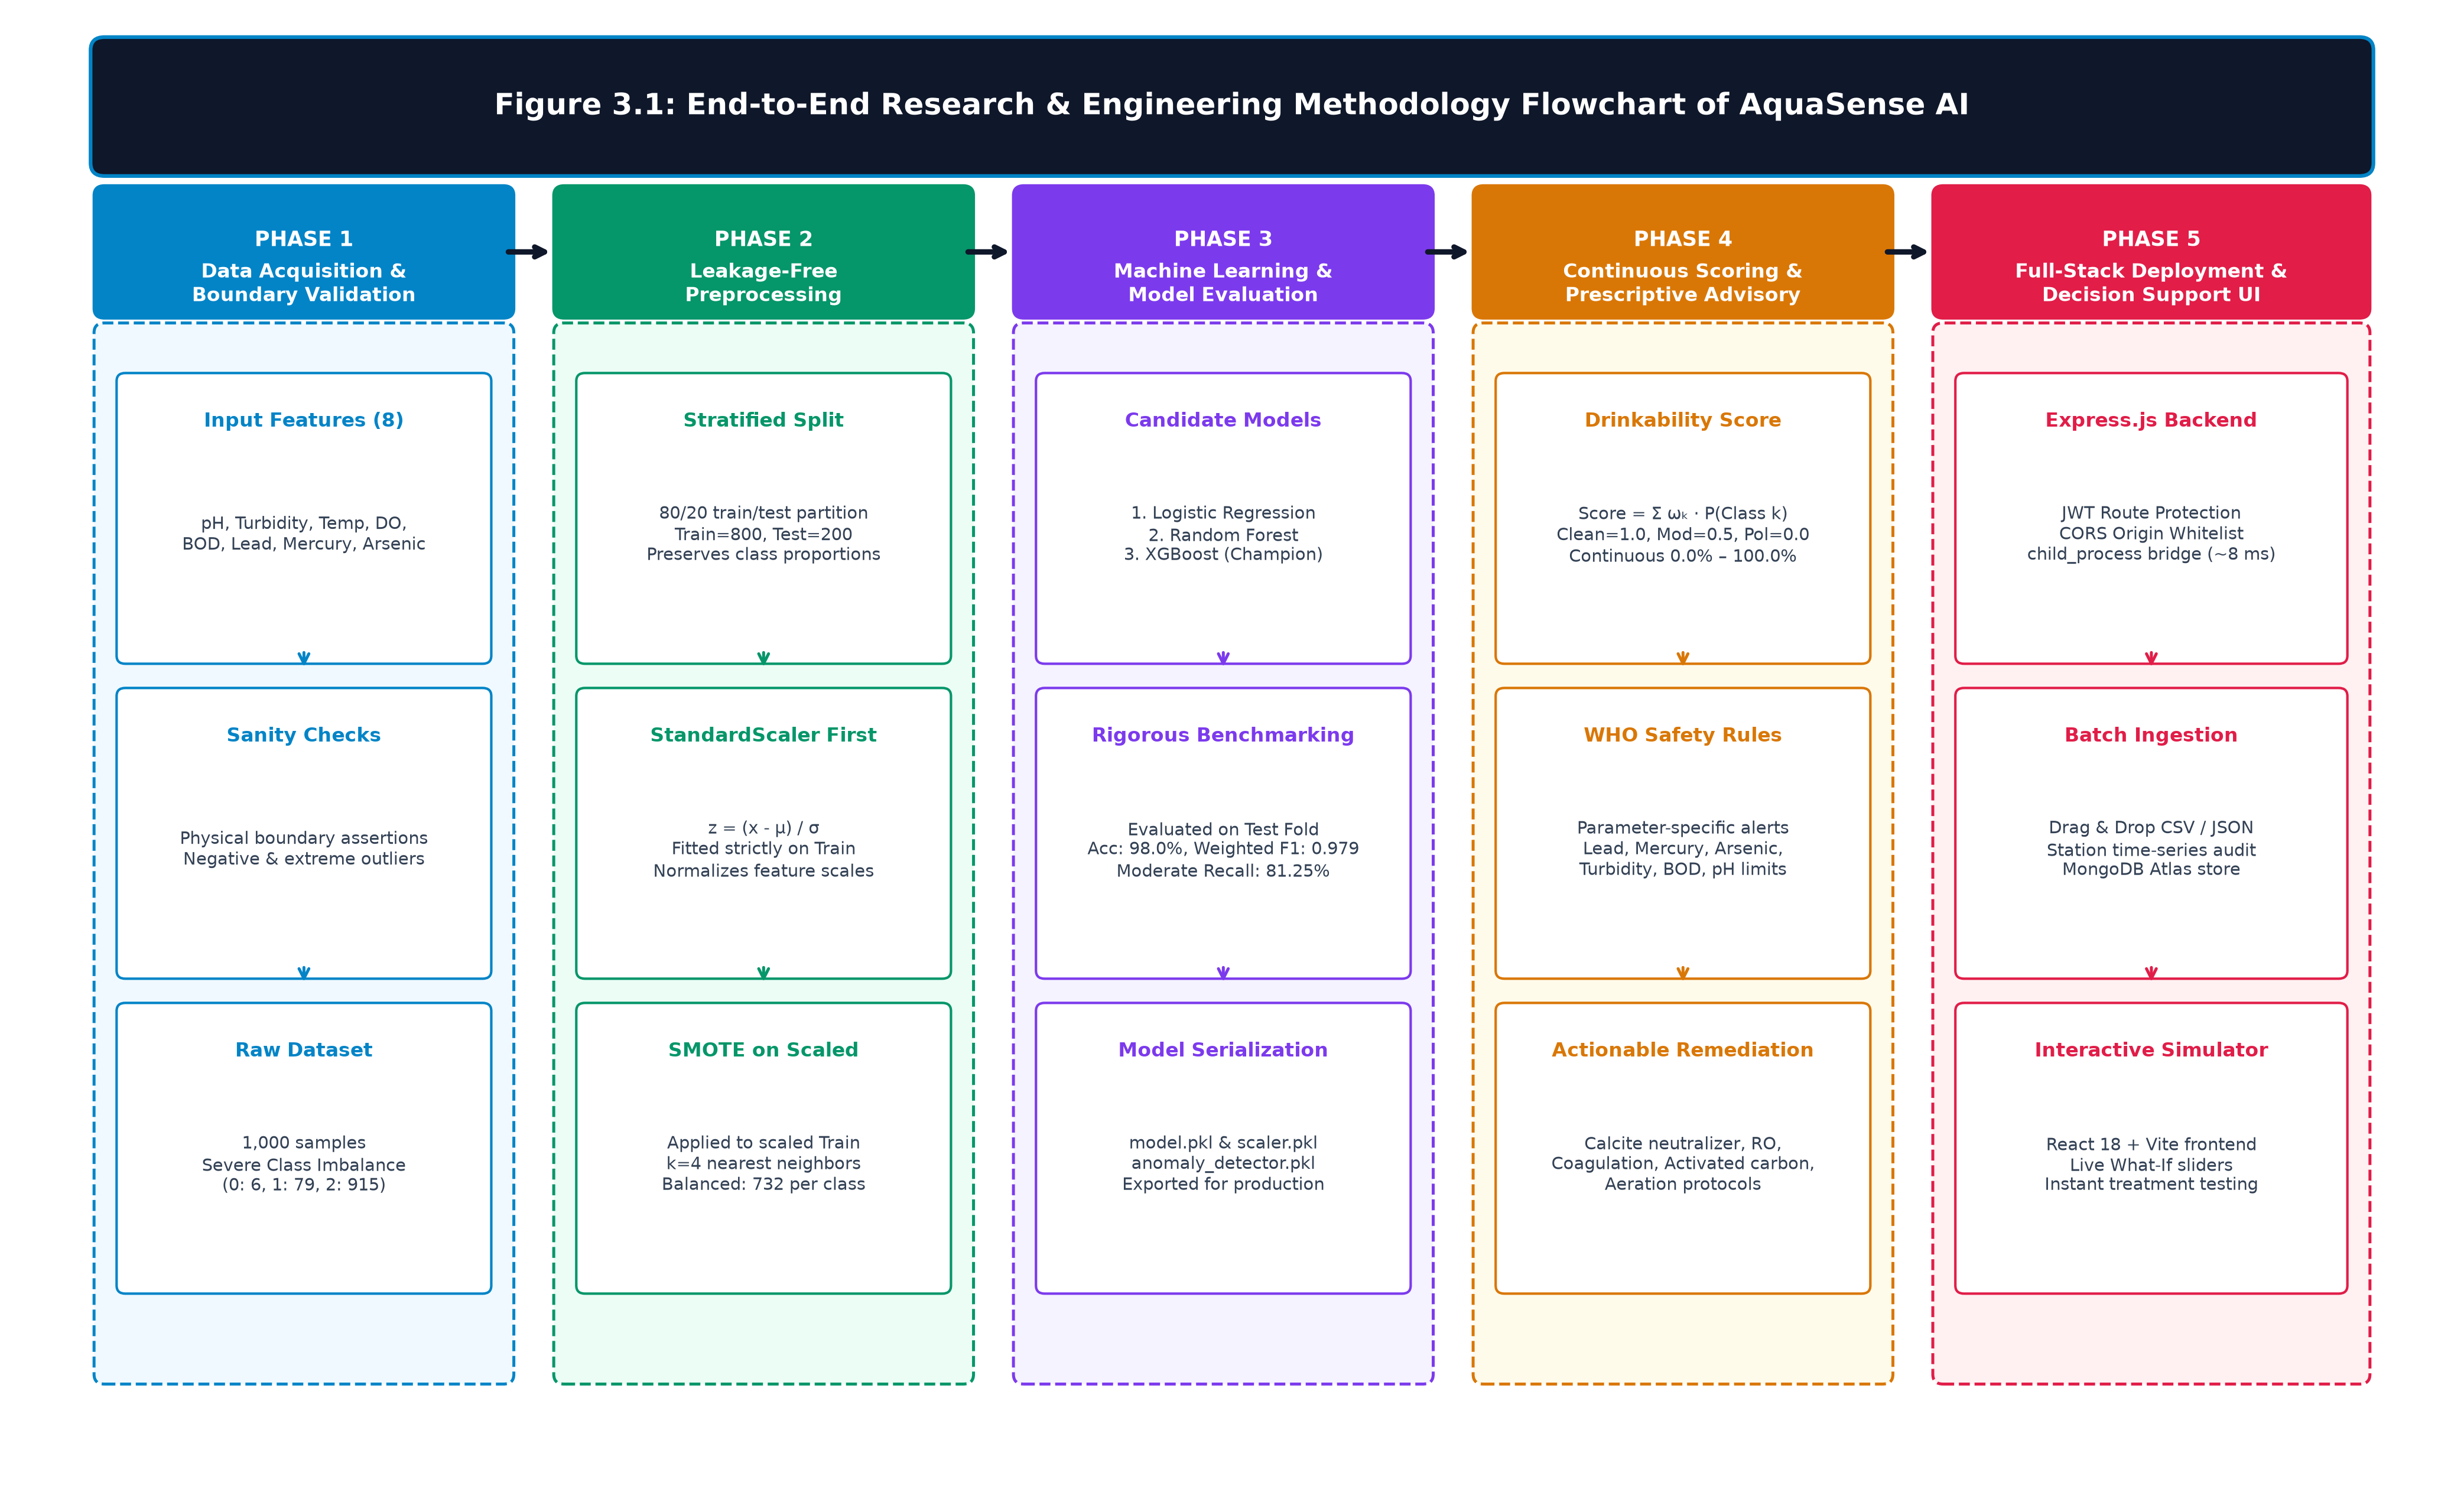 Figure 3.1: End-to-End Research & Engineering Methodology Flowchart of AquaSense AI
PHASE 1
Data Acquisition &
Boundary Validation
Input Features (8)
pH, Turbidity, Temp, DO,
BOD, Lead, Mercury, Arsenic
Sanity Checks
Physical boundary assertions
Negative & extreme outliers
Raw Dataset
1,000 samples
Severe Class Imbalance
(0: 6, 1: 79, 2: 915)
PHASE 2
Leakage-Free
Preprocessing
Stratified Split
80/20 train/test partition
Train=800, Test=200
Preserves class proportions
StandardScaler First
z = (x - μ) / σ
Fitted strictly on Train
Normalizes feature scales
SMOTE on Scaled
Applied to scaled Train
k=4 nearest neighbors
Balanced: 732 per class
PHASE 3
Machine Learning &
Model Evaluation
Candidate Models
1. Logistic Regression
2. Random Forest
3. XGBoost (Champion)
Rigorous Benchmarking
Evaluated on Test Fold
Acc: 98.0%, Weighted F1: 0.979
Moderate Recall: 81.25%
Model Serialization
model.pkl & scaler.pkl
anomaly_detector.pkl
Exported for production
PHASE 4
Continuous Scoring &
Prescriptive Advisory
Drinkability Score
Score = Σ ωₖ · P(Class k)
Clean=1.0, Mod=0.5, Pol=0.0
Continuous 0.0% – 100.0%
WHO Safety Rules
Parameter-specific alerts
Lead, Mercury, Arsenic,
Turbidity, BOD, pH limits
Actionable Remediation
Calcite neutralizer, RO,
Coagulation, Activated carbon,
Aeration protocols
PHASE 5
Full-Stack Deployment &
Decision Support UI
Express.js Backend
JWT Route Protection
CORS Origin Whitelist
child_process bridge (~8 ms)
Batch Ingestion
Drag & Drop CSV / JSON
Station time-series audit
MongoDB Atlas store
Interactive Simulator
React 18 + Vite frontend
Live What-If sliders
Instant treatment testing